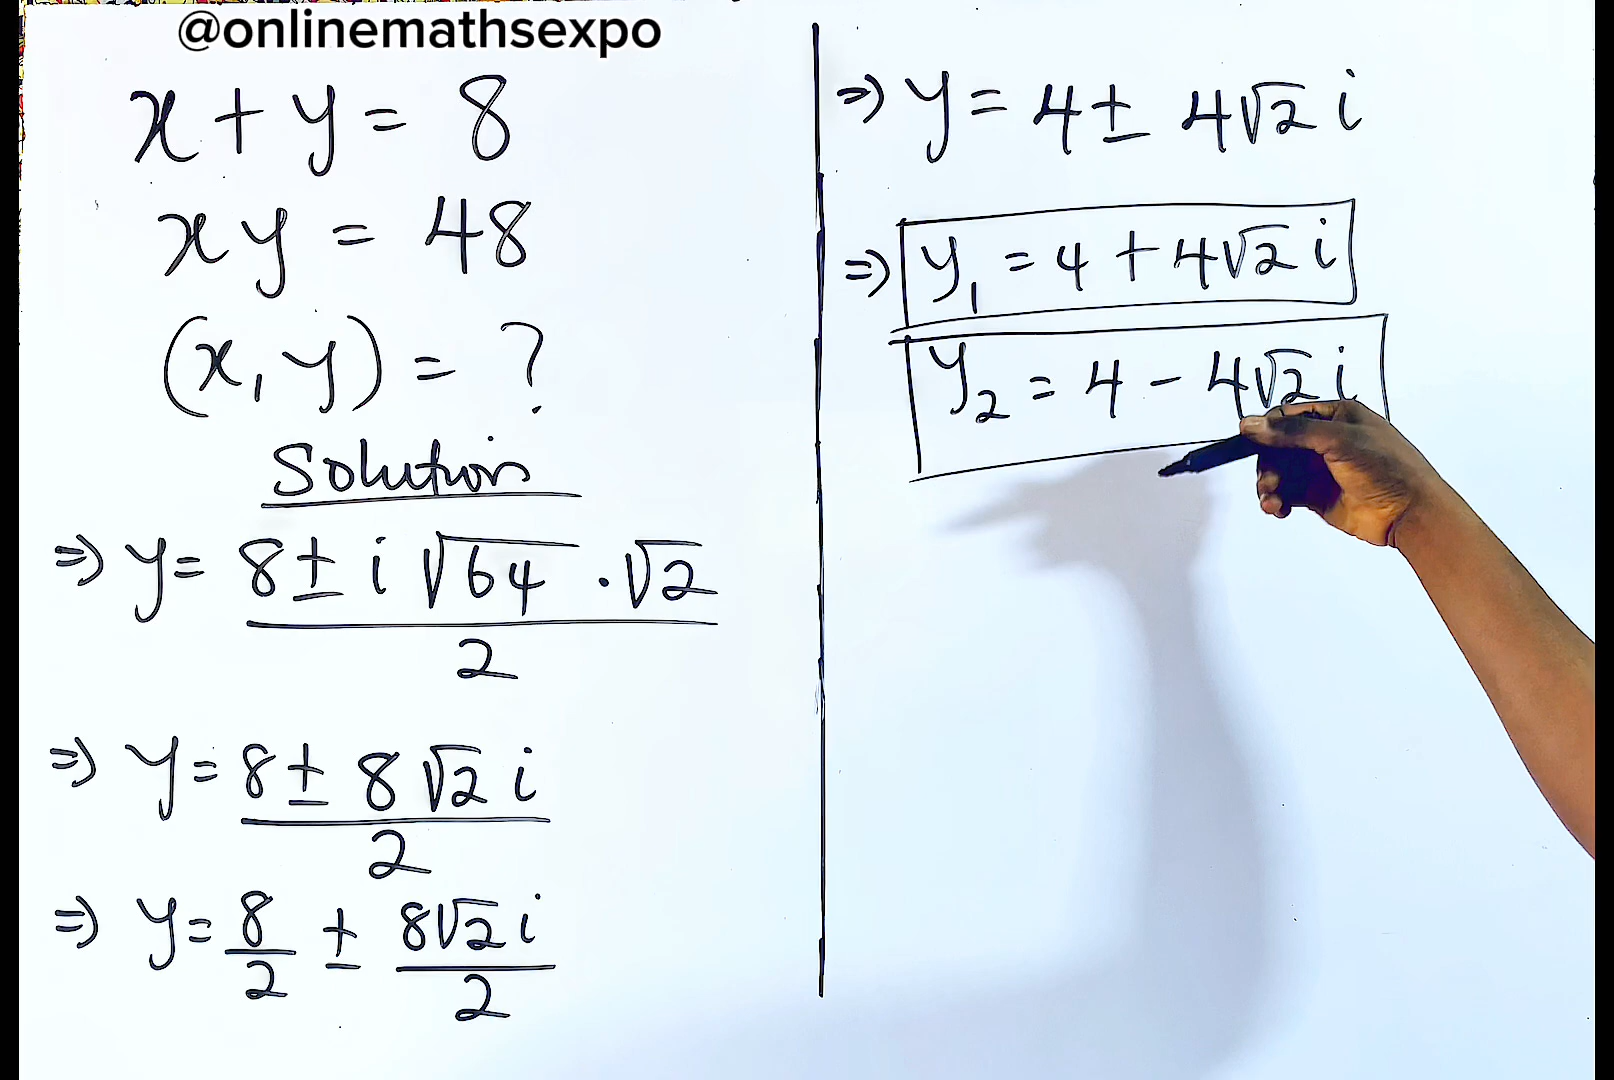 @onlinemathsexpo
x + y = 8
xy = 48
(x, y) = ?
Solution
⇒ y = 8 ± i √64 . √2
2
⇒ y = 8 ± 8√2 i
2
⇒ y = 8/2 ± 8√2 i/2
⇒ y = 4 ± 4√2 i
⇒ y₁ = 4 + 4√2 i
y₂ = 4 - 4√2 i